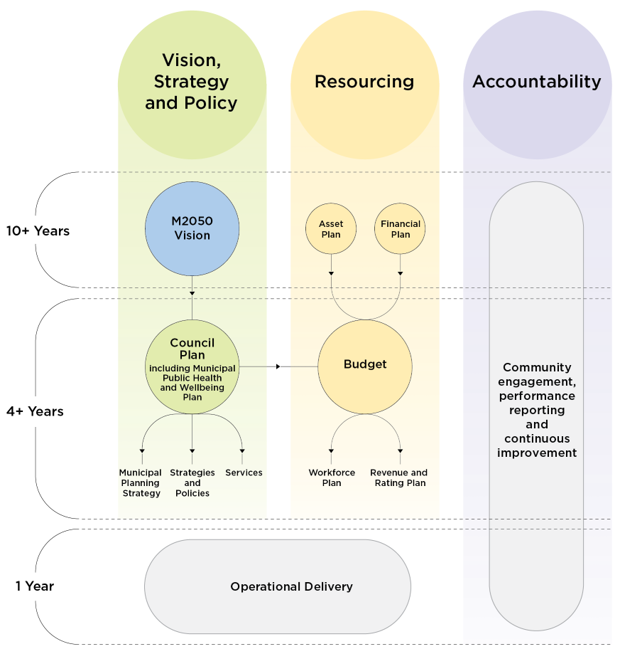 Vision,
Strategy
and Policy
Resourcing
Accountability
10+ Years
M2050
Vision
Asset
Plan
Financial
Plan
4+ Years
Council
Plan
including Municipal
Public Health
and Wellbeing
Plan
Budget
Community
engagement,
performance
reporting
and
continuous
improvement
Municipal
Planning
Strategy
Strategies
and
Policies
Services
Workforce
Plan
Revenue and
Rating Plan
1 Year
Operational Delivery